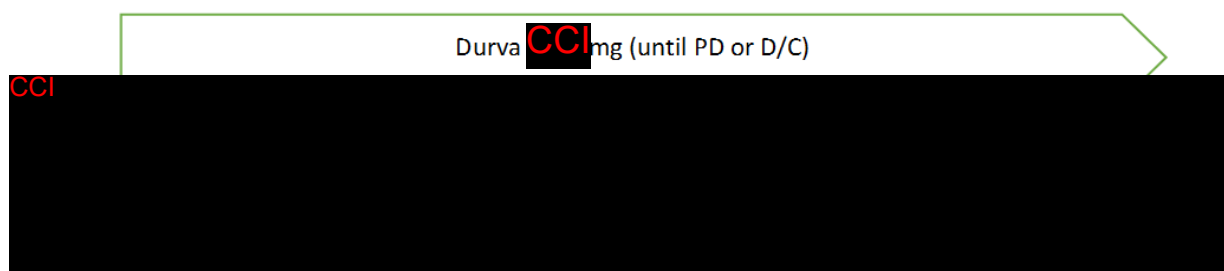 Durva CCI mg (until PD or D/C)
CCI